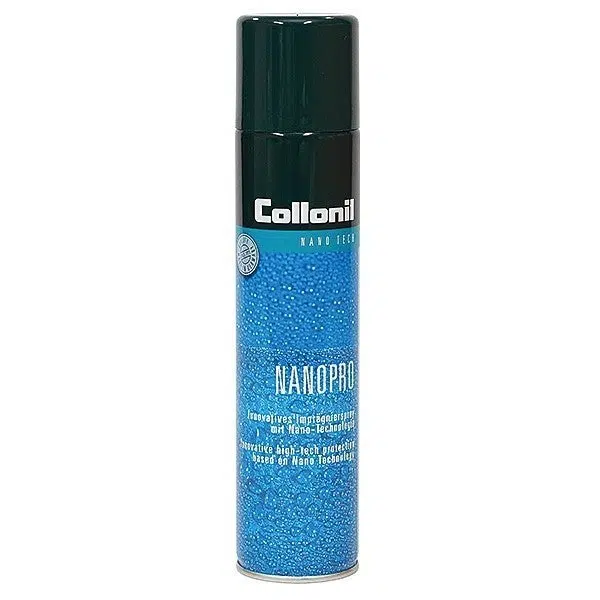 Collonil
NANO TECH
NANOPRO
Innovatives Imprägnierspray
mit Nano-Technologie
Innovative high-tech protective
based on Nano Technology